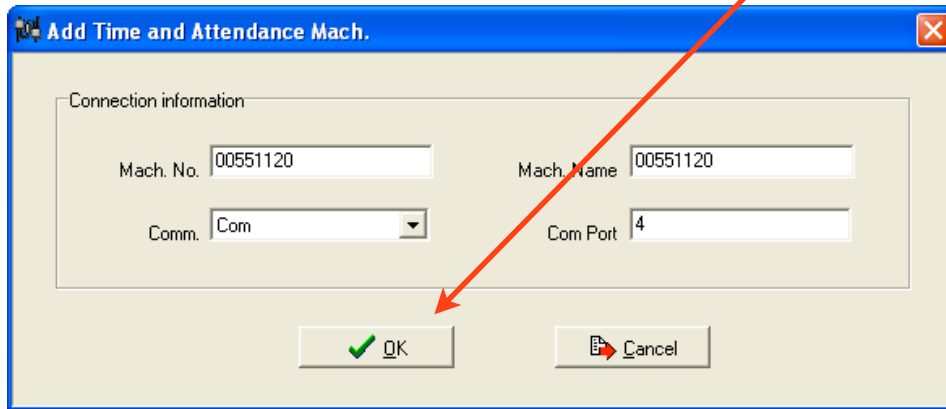 Add Time and Attendance Mach.
Connection information
Mach. No. 00551120 Mach. Name 00551120
Comm. Com Com Port 4
OK Cancel